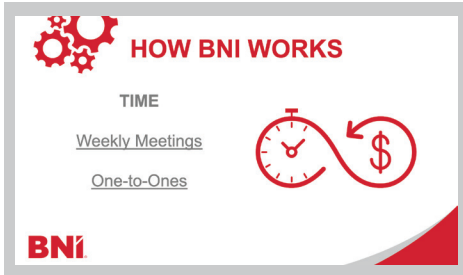 HOW BNI WORKS
TIME
Weekly Meetings
One-to-Ones
$
BNI